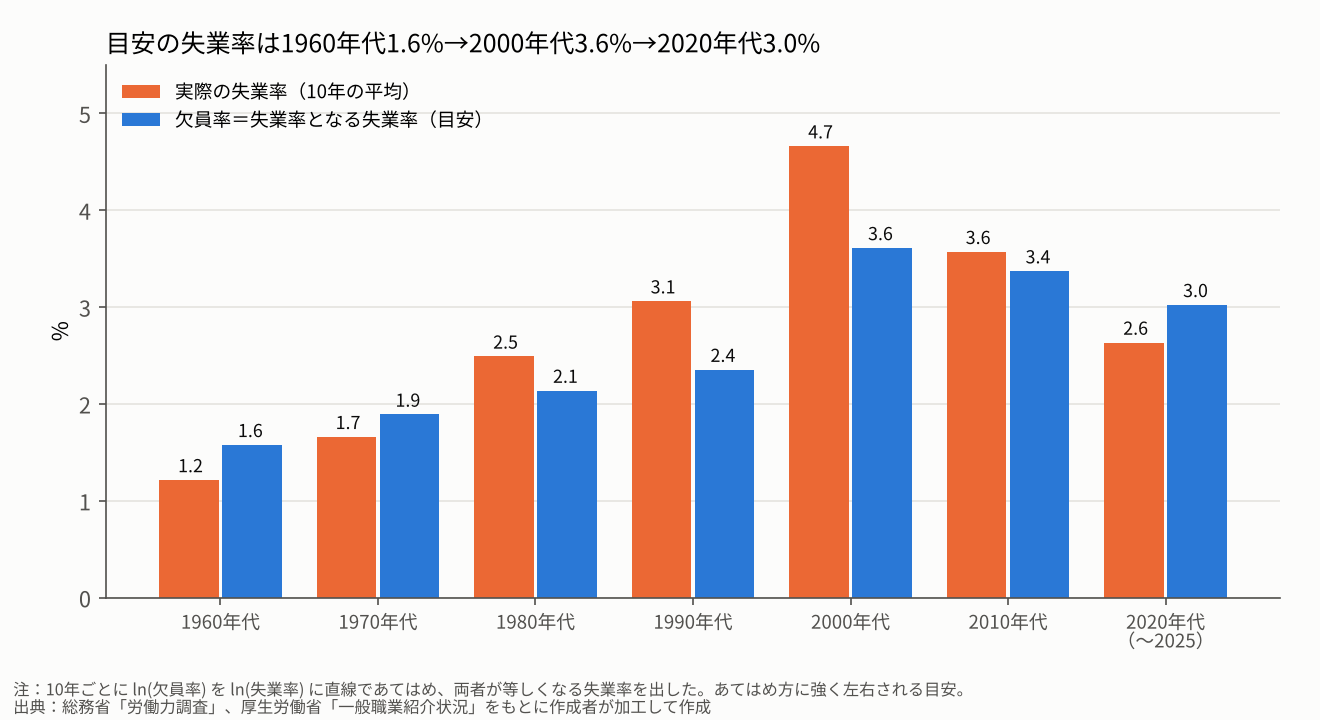 目安の失業率は1960年代1.6%→2000年代3.6%→2020年代3.0%
実際の失業率（10年の平均）
欠員率＝失業率となる失業率（目安）
%
5
4
3
2
1
0
1.2
1.6
1.7
1.9
2.5
2.1
3.1
2.4
4.7
3.6
3.6
3.4
2.6
3.0
1960年代
1970年代
1980年代
1990年代
2000年代
2010年代
2020年代
（～2025）
注：10年ごとに ln(欠員率) を ln(失業率) に直線であてはめ、両者が等しくなる失業率を出した。あてはめ方に強く左右される目安。
出典：総務省「労働力調査」、厚生労働省「一般職業紹介状況」をもとに作成者が加工して作成